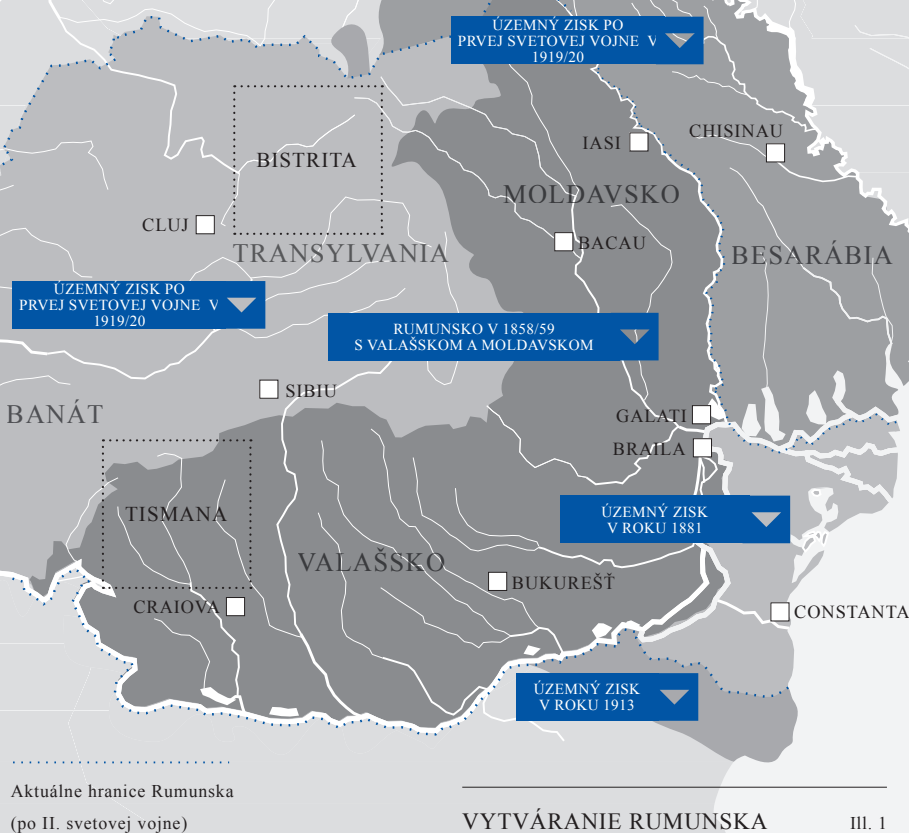 ÚZEMNÝ ZISK PO
PRVEJ SVETOVEJ VOJNE V
1919/20
IASI
CHISINAU
BISTRITA
MOLDAVSKO
CLUJ
TRANSYLVANIA
BACAU
BESARÁBIA
ÚZEMNÝ ZISK PO
PRVEJ SVETOVEJ VOJNE V
1919/20
RUMUNSKO V 1858/59
S VALAŠSKOM A MOLDAVSKOM
SIBIU
BANÁT
GALATI
BRAILA
TISMANA
ÚZEMNÝ ZISK
V ROKU 1881
VALAŠSKO
BUKUREŠŤ
CRAIOVA
CONSTANTA
ÚZEMNÝ ZISK
V ROKU 1913
Aktuálne hranice Rumunska
(po II. svetovej vojne)
VYTVÁRANIE RUMUNSKA Ill. 1